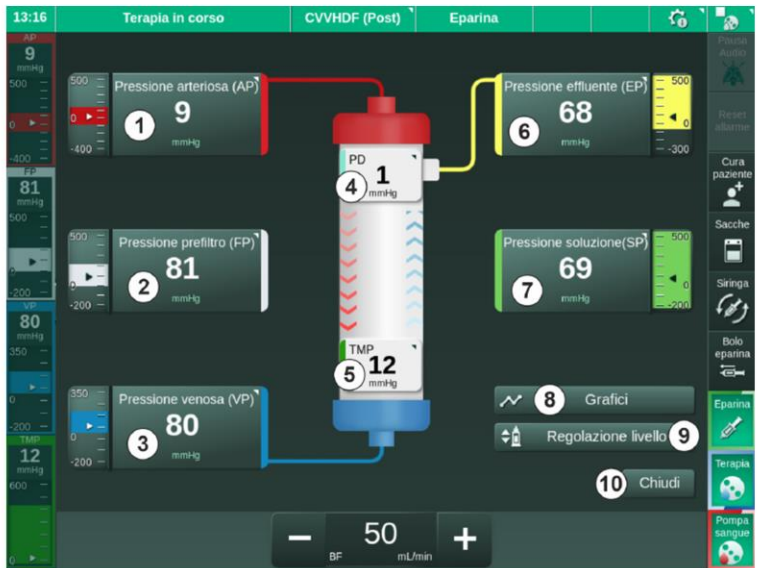 13:16
Terapia in corso
CVVHDF (Post)
Eparina
AP
9
mmHg
500
0
-400
FP
81
mmHg
500
0
-200
VP
80
mmHg
350
0
-200
TMP
12
mmHg
600
0
500
0
-400
Pressione arteriosa (AP)
9
mmHg
1
500
0
-200
Pressione prefiltro (FP)
81
mmHg
2
350
0
-200
Pressione venosa (VP)
80
mmHg
3
PD
1
mmHg
4
TMP
12
mmHg
5
Pressione effluente (EP)
68
mmHg
6
500
0
-300
Pressione soluzione(SP)
69
mmHg
7
500
0
-200
8 Grafici
Regolazione livello 9
10 Chiudi
− 50 +
BF mL/min
Pausa
Audio
Reset
allarme
Cura
paziente
Sacche
Siringa
Bolo
eparina
Eparina
Terapia
Pompa
sangue